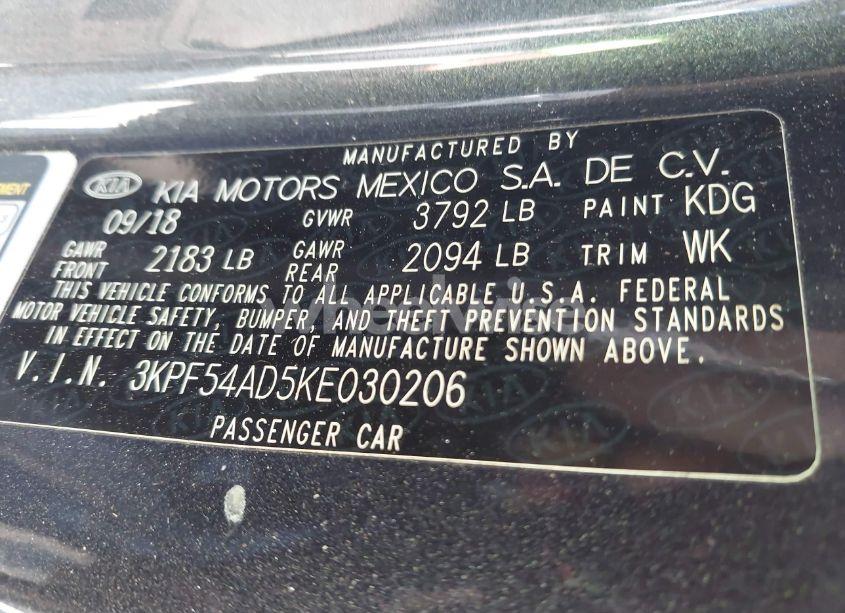 MANUFACTURED BY
KIA KIA MOTORS MEXICO S.A. DE C.V.
09/18 GVWR 3792 LB PAINT KDG
GAWR FRONT 2183 LB GAWR REAR 2094 LB TRIM WK
THIS VEHICLE CONFORMS TO ALL APPLICABLE U.S.A. FEDERAL
MOTOR VEHICLE SAFETY, BUMPER, AND THEFT PREVENTION STANDARDS
IN EFFECT ON THE DATE OF MANUFACTURE SHOWN ABOVE.
V.I.N. 3KPF54AD5KE030206
PASSENGER CAR